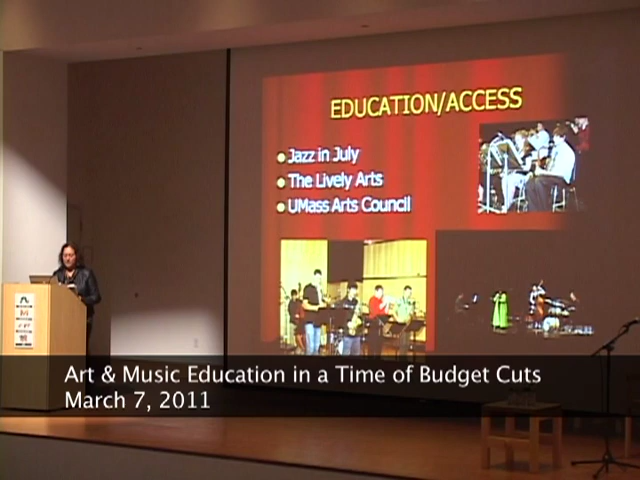 EDUCATION/ACCESS
Jazz in July
The Lively Arts
UMass Arts Council
Art & Music Education in a Time of Budget Cuts
March 7, 2011